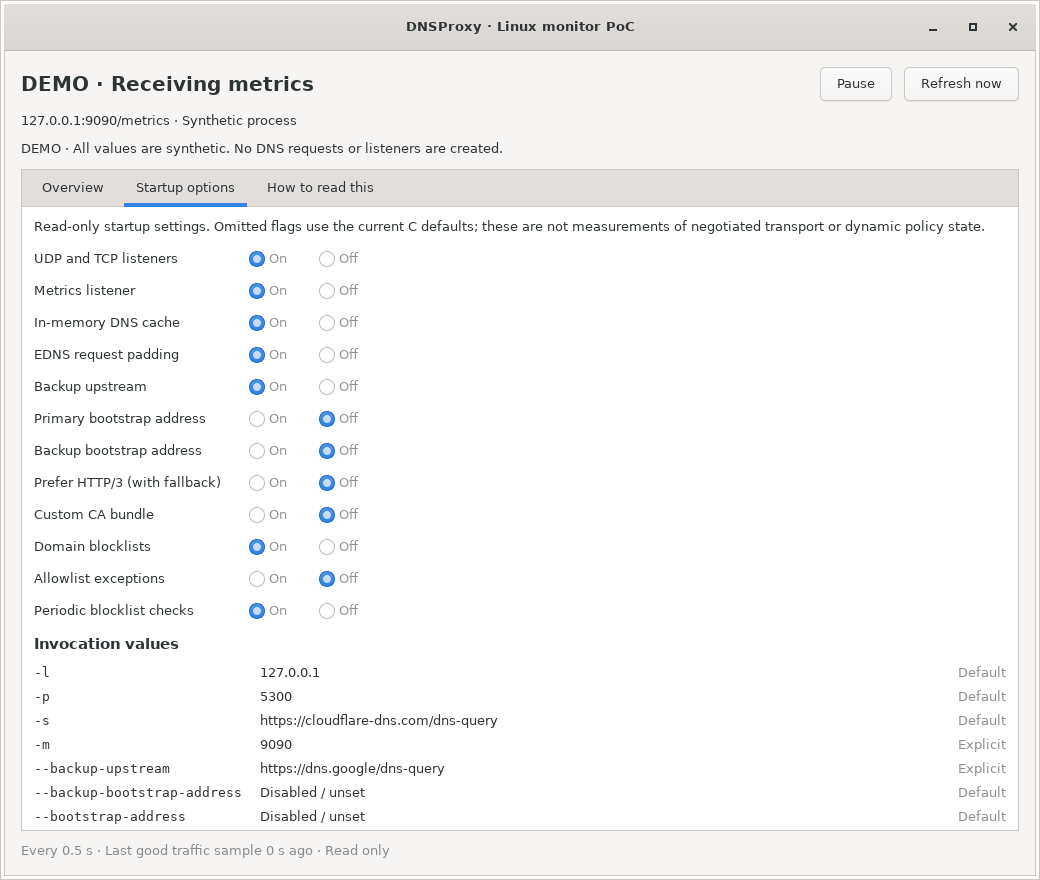 DNSProxy · Linux monitor PoC
DEMO · Receiving metrics
Pause
Refresh now
127.0.0.1:9090/metrics · Synthetic process
DEMO · All values are synthetic. No DNS requests or listeners are created.
Overview
Startup options
How to read this
Read-only startup settings. Omitted flags use the current C defaults; these are not measurements of negotiated transport or dynamic policy state.
UDP and TCP listeners On Off
Metrics listener On Off
In-memory DNS cache On Off
EDNS request padding On Off
Backup upstream On Off
Primary bootstrap address On Off
Backup bootstrap address On Off
Prefer HTTP/3 (with fallback) On Off
Custom CA bundle On Off
Domain blocklists On Off
Allowlist exceptions On Off
Periodic blocklist checks On Off
Invocation values
-l 127.0.0.1 Default
-p 5300 Default
-s https://cloudflare-dns.com/dns-query Default
-m 9090 Explicit
--backup-upstream https://dns.google/dns-query Explicit
--backup-bootstrap-address Disabled / unset Default
--bootstrap-address Disabled / unset Default
Every 0.5 s · Last good traffic sample 0 s ago · Read only